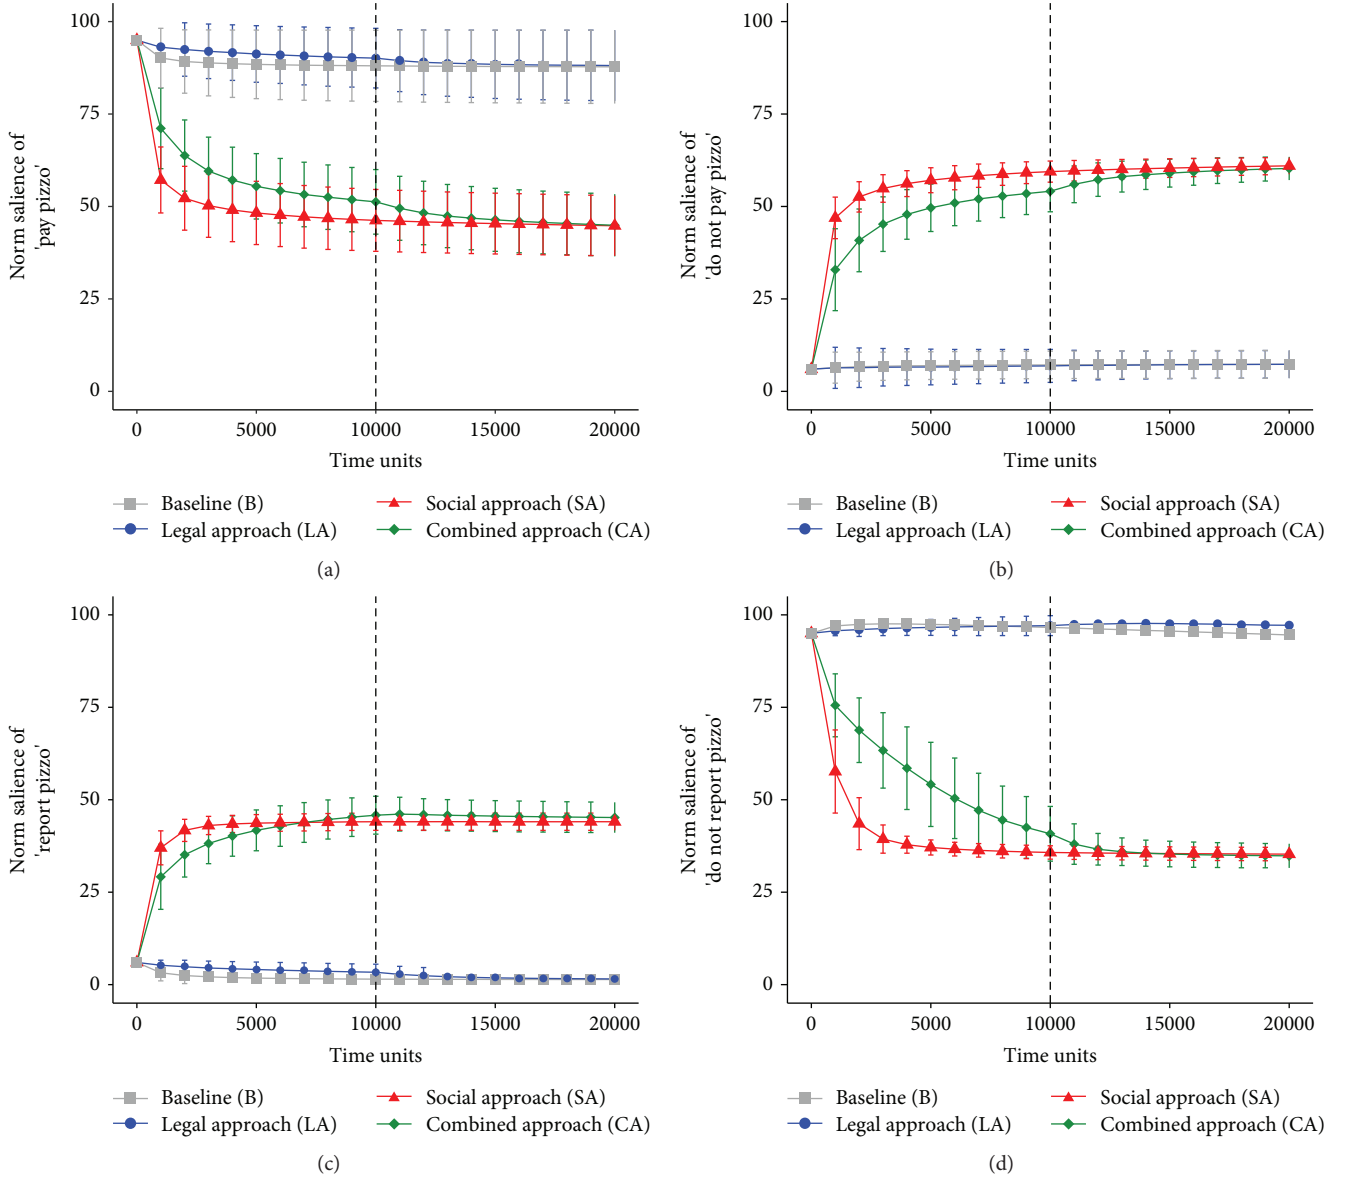 Norm salience of
'pay pizzo'
100
75
50
25
0
0 5000 10000 15000 20000
Time units
Baseline (B) Social approach (SA)
Legal approach (LA) Combined approach (CA)
(a)
Norm salience of
'do not pay pizzo'
100
75
50
25
0
0 5000 10000 15000 20000
Time units
Baseline (B) Social approach (SA)
Legal approach (LA) Combined approach (CA)
(b)
Norm salience of
'report pizzo'
100
75
50
25
0
0 5000 10000 15000 20000
Time units
Baseline (B) Social approach (SA)
Legal approach (LA) Combined approach (CA)
(c)
Norm salience of
'do not report pizzo'
100
75
50
25
0
0 5000 10000 15000 20000
Time units
Baseline (B) Social approach (SA)
Legal approach (LA) Combined approach (CA)
(d)